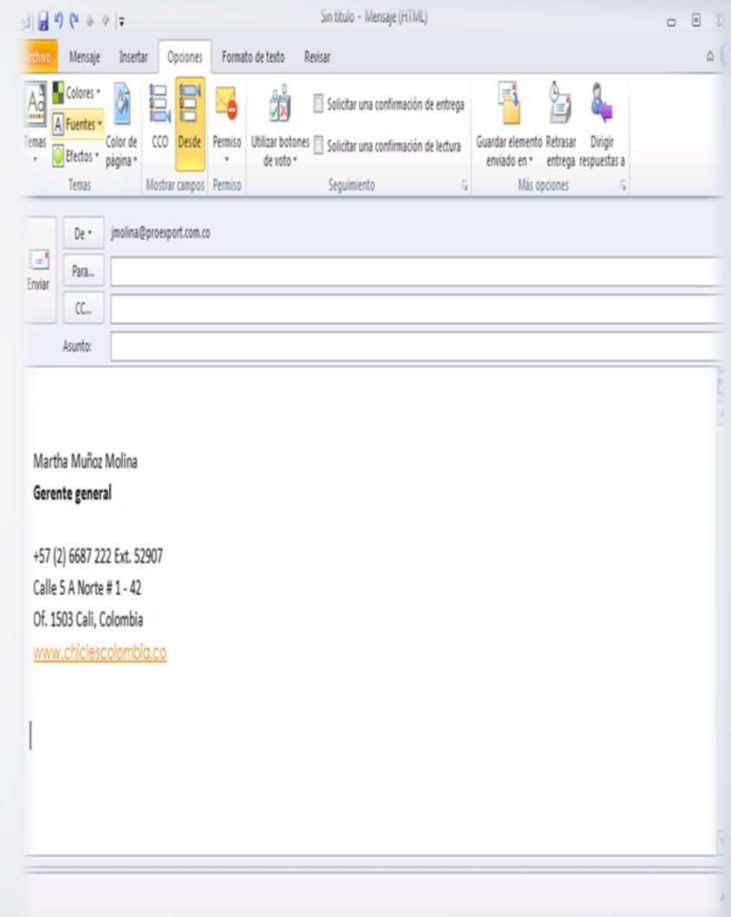 Sin título - Mensaje (HTML)
Archivo Mensaje Insertar Opciones Formato de texto Revisar
Temas
Colores
Fuentes
Efectos
Color de página
CCO
Desde
Permiso
Utilizar botones de voto
Solicitar una confirmación de entrega
Solicitar una confirmación de lectura
Guardar elemento enviado en
Retrasar entrega
Dirigir respuestas a
Temas Mostrar campos Permiso Seguimiento Más opciones
De jmolina@proexport.com.co
Enviar
Para...
CC...
Asunto:
Martha Muñoz Molina
Gerente general
+57 (2) 6687 222 Ext. 52907
Calle 5 A Norte # 1 - 42
Of. 1503 Cali, Colombia
www.chiclescolombia.co